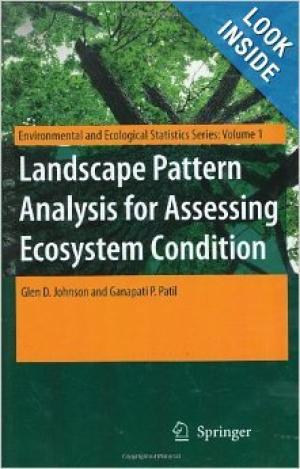 LOOK
INSIDE!
Environmental and Ecological Statistics Series: Volume 1
Landscape Pattern
Analysis for Assessing
Ecosystem Condition
Glen D. Johnson and Ganapati P. Patil
Springer